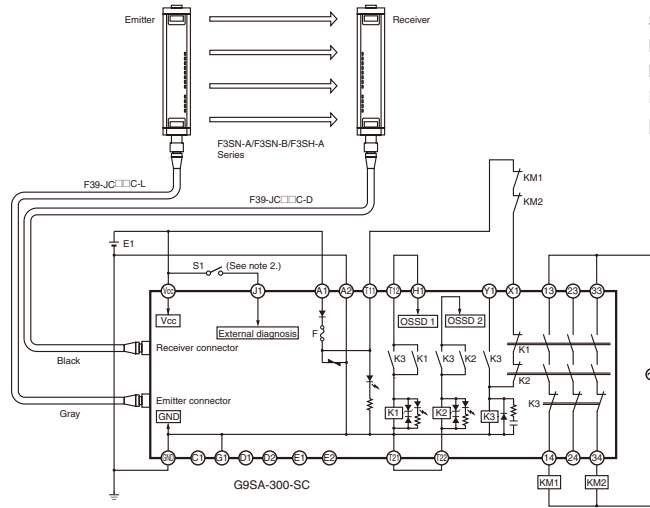 Emitter
Receiver
F3SN-A/F3SN-B/F3SH-A
Series
F39-JC□□C-L
F39-JC□□C-D
KM1
KM2
E1
S1 (See note 2.)
Vcc J1 A1 A2 T11 T12 H1 Y1 X1 13 23 33
Vcc
External diagnosis
F
OSSD 1
OSSD 2
Receiver connector
K3 K1 K3 K2 K3
K1
K2
Black
Emitter connector
GND
K1 K2 K3
K3
Gray
GND C1 G1 D1 D2 E1 E2 T21 T22 14 24 34
G9SA-300-SC
KM1 KM2